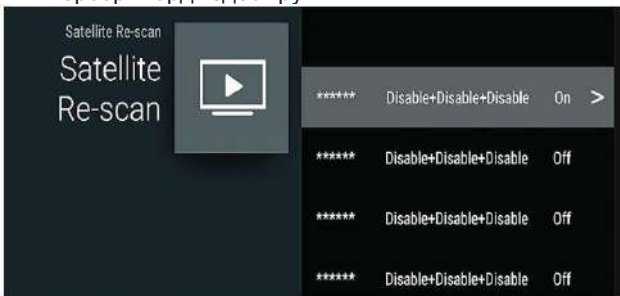 Satellite Re-scan
Satellite
Re-scan
****** Disable+Disable+Disable On >
****** Disable+Disable+Disable Off
****** Disable+Disable+Disable Off
****** Disable+Disable+Disable Off